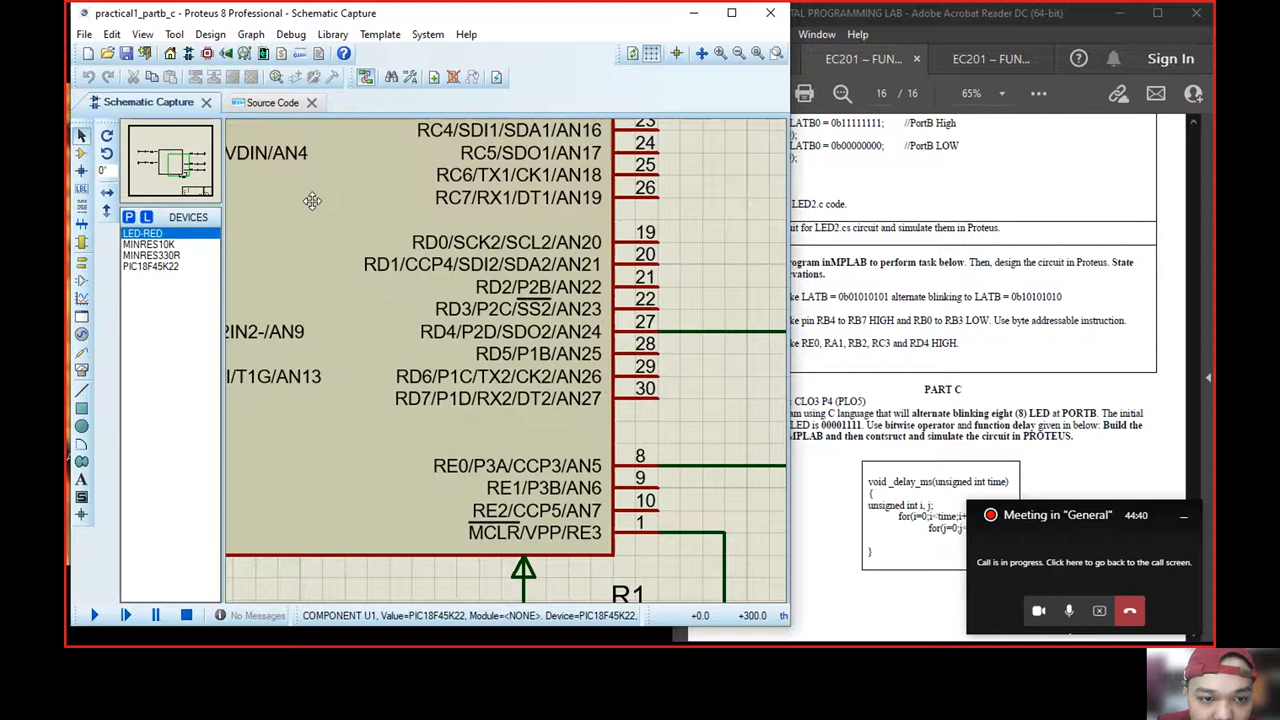 practical1_partb_c - Proteus 8 Professional - Schematic Capture
File Edit View Tool Design Graph Debug Library Template System Help
Schematic Capture
Source Code
0°
P L DEVICES
LED-RED
MINRES10K
MINRES330R
PIC18F45K22
LBL
A
S
RC4/SDI1/SDA1/AN16 23
VDIN/AN4 RC5/SDO1/AN17 24
RC6/TX1/CK1/AN18 25
RC7/RX1/DT1/AN19 26
RD0/SCK2/SCL2/AN20 19
RD1/CCP4/SDI2/SDA2/AN21 20
RD2/P2B/AN22 21
RD3/P2C/SS2/AN23 22
2IN2-/AN9 RD4/P2D/SDO2/AN24 27
RD5/P1B/AN25 28
I/T1G/AN13 RD6/P1C/TX2/CK2/AN26 29
RD7/P1D/RX2/DT2/AN27 30
RE0/P3A/CCP3/AN5 8
RE1/P3B/AN6 9
RE2/CCP5/AN7 10
MCLR/VPP/RE3 1
R1
No Messages
COMPONENT U1, Value=PIC18F45K22, Module=<NONE>, Device=PIC18F45K22,
+0.0 +300.0 th
TAL PROGRAMMING LAB - Adobe Acrobat Reader DC (64-bit)
Window Help
EC201 – FUN...
EC201 – FUN...
Sign In
16 / 16
65%
LATB0 = 0b11111111; //PortB High
);
LATB0 = 0b00000000; //PortB LOW
);
LED2.c code.
uit for LED2.cs circuit and simulate them in Proteus.
rogram inMPLAB to perform task below. Then, design the circuit in Proteus. State
rvations.
ke LATB = 0b01010101 alternate blinking to LATB = 0b10101010
ke pin RB4 to RB7 HIGH and RB0 to RB3 LOW. Use byte addressable instruction.
ke RE0, RA1, RB2, RC3 and RD4 HIGH.
PART C
CLO3 P4 (PLO5)
am using C language that will alternate blinking eight (8) LED at PORTB. The initial
LED is 00001111. Use bitwise operator and function delay given in below: Build the
MPLAB and then contsruct and simulate the circuit in PROTEUS.
void _delay_ms(unsigned int time)
{
unsigned int i, j;
for(i=0;i<time;i+
for(j=0;j<
}
Meeting in "General" 44:40
Call is in progress. Click here to go back to the call screen.